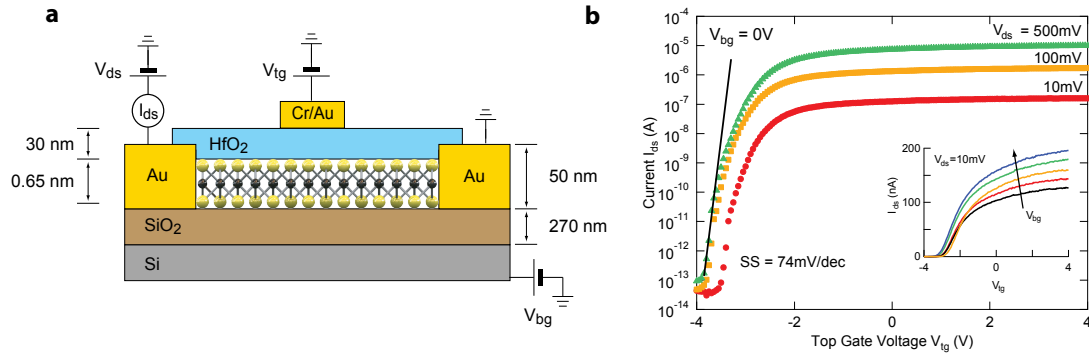 a
V_ds
V_tg
I_ds
Cr/Au
30 nm
HfO₂
0.65 nm
Au
Au
50 nm
SiO₂
270 nm
Si
V_bg
b
V_bg = 0V
V_ds = 500mV
100mV
10mV
SS = 74mV/dec
Current I_ds (A)
10⁻⁵
10⁻⁴
10⁻⁵
10⁻⁶
10⁻⁷
10⁻⁸
10⁻⁹
10⁻¹⁰
10⁻¹¹
10⁻¹²
10⁻¹³
10⁻¹⁴
-4
-2
0
2
4
Top Gate Voltage V_tg (V)
200
100
0
I_ds (nA)
V_ds=10mV
V_bg
-4
0
4
V_tg